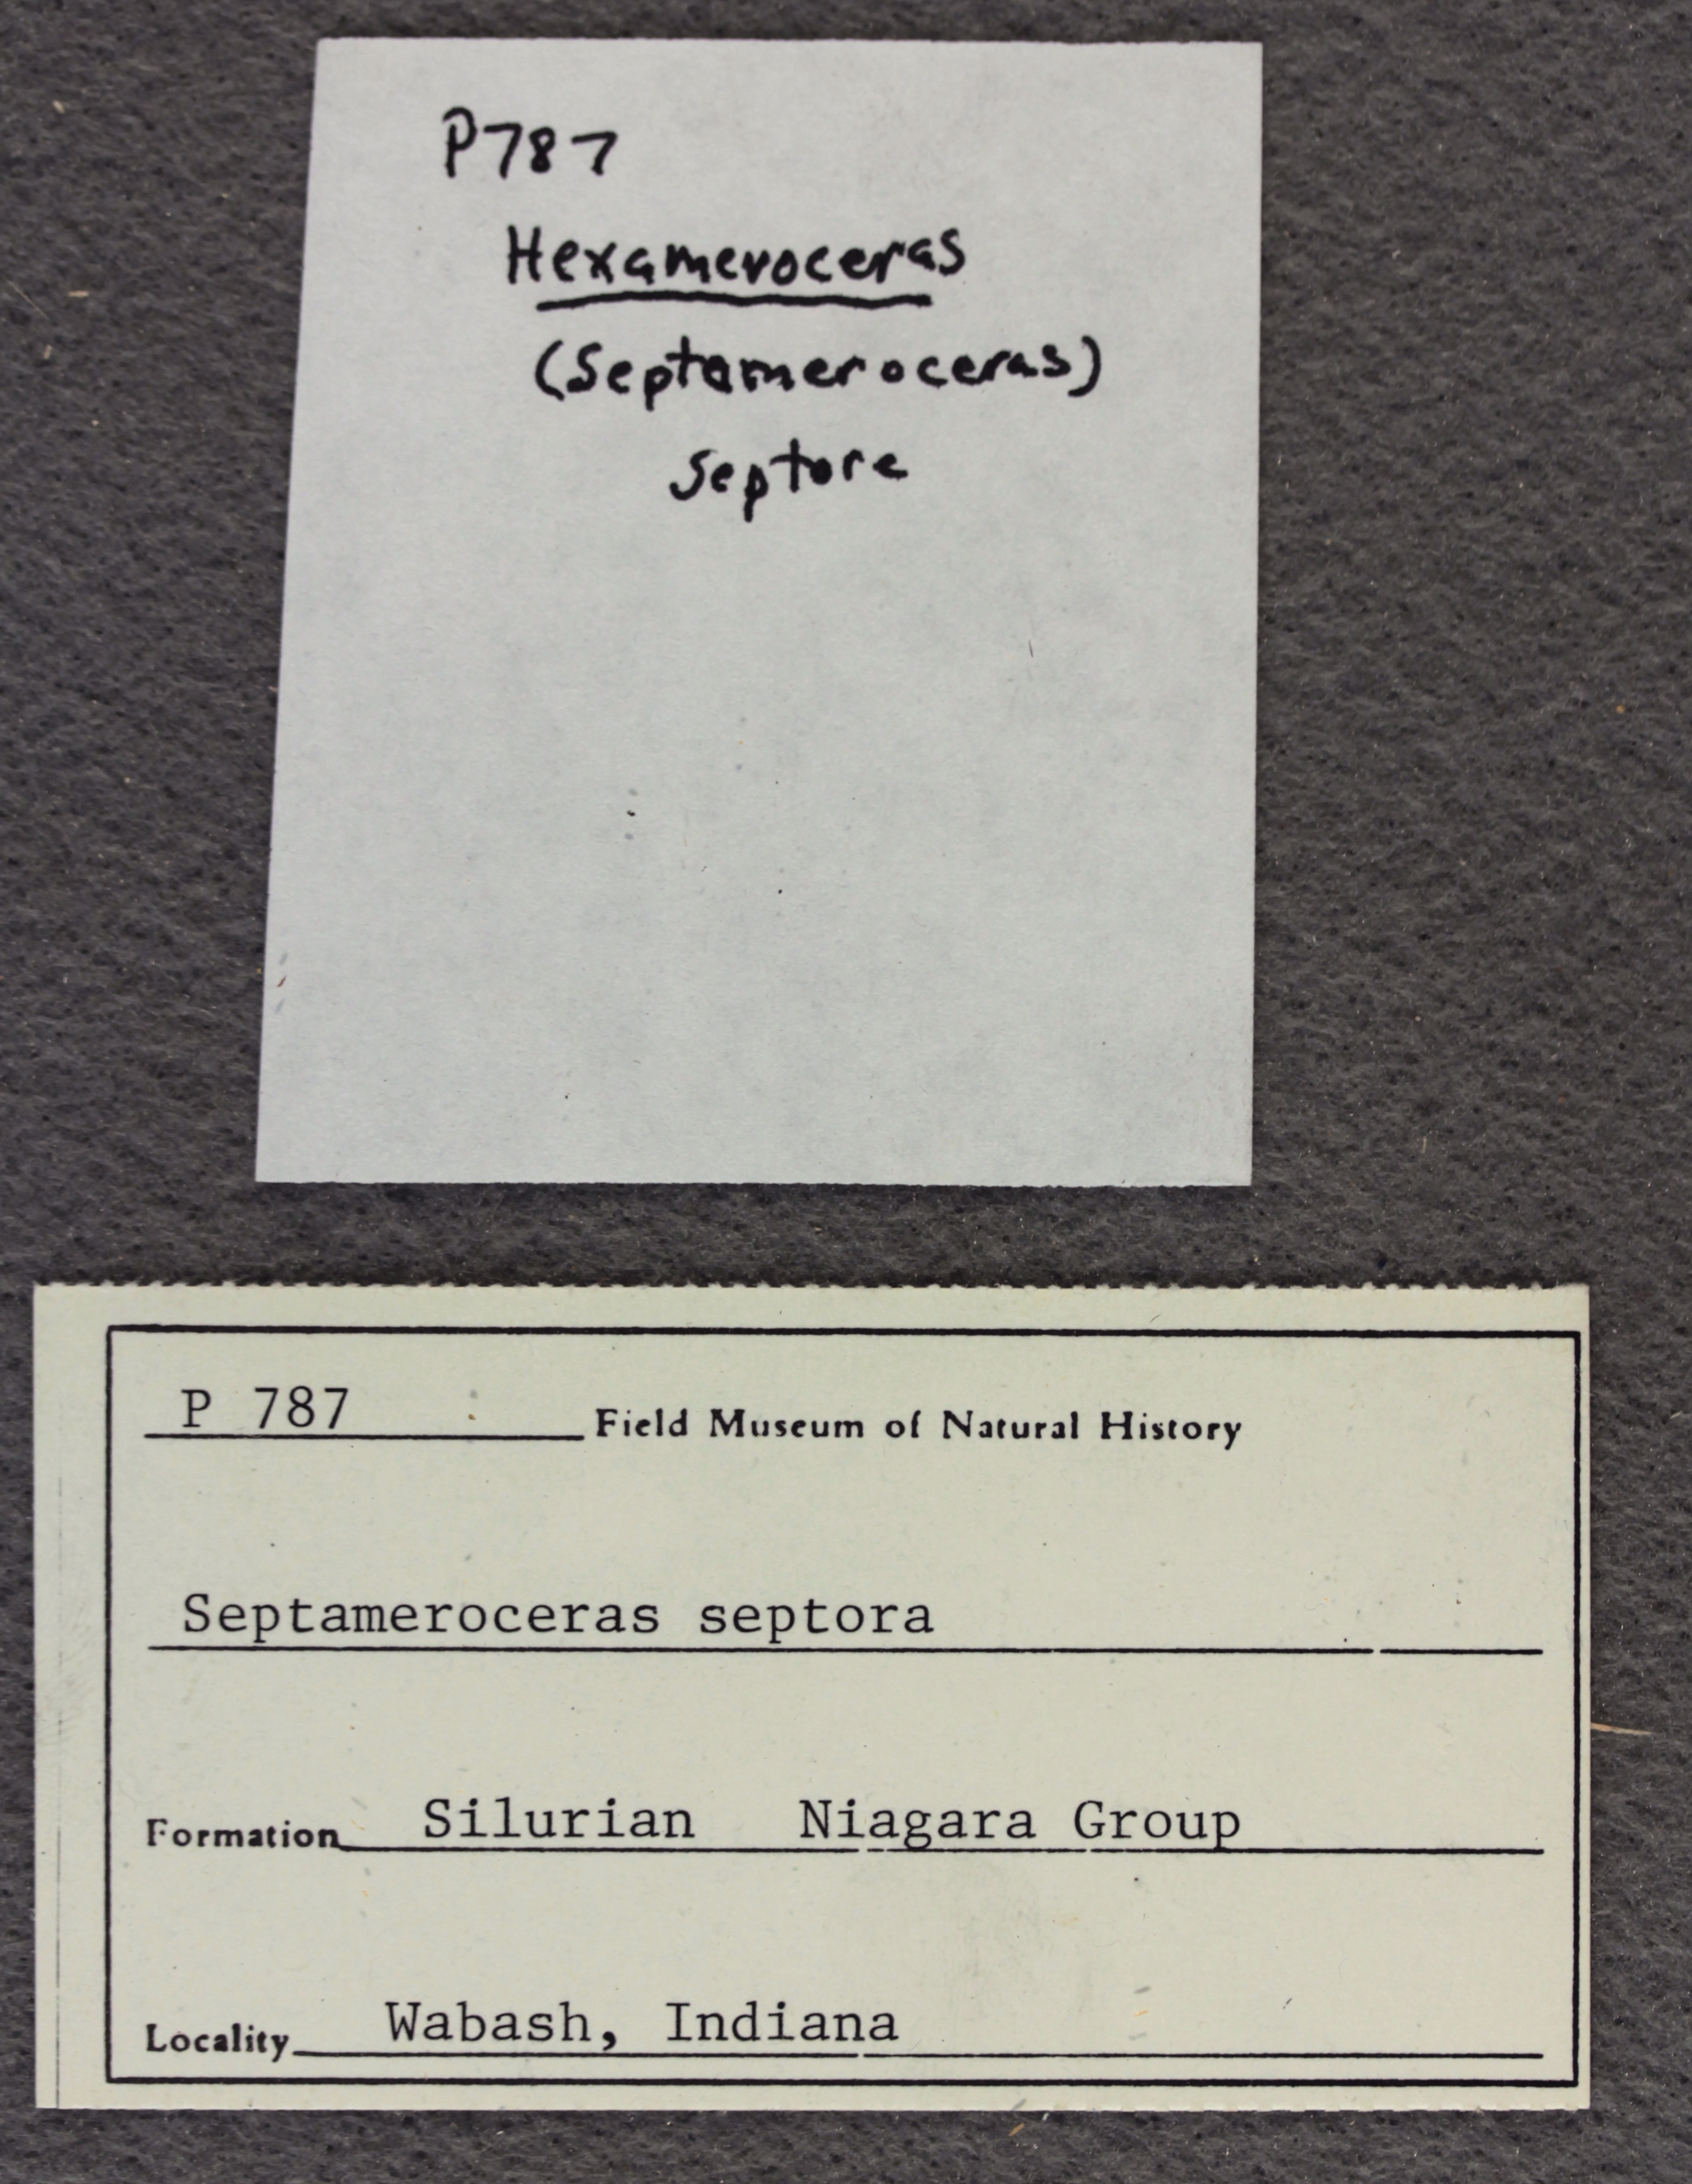 P787
Hexameroceras
(Septameroceras)
septore
P 787 Field Museum of Natural History
Septameroceras septora
Formation Silurian Niagara Group
Locality Wabash, Indiana